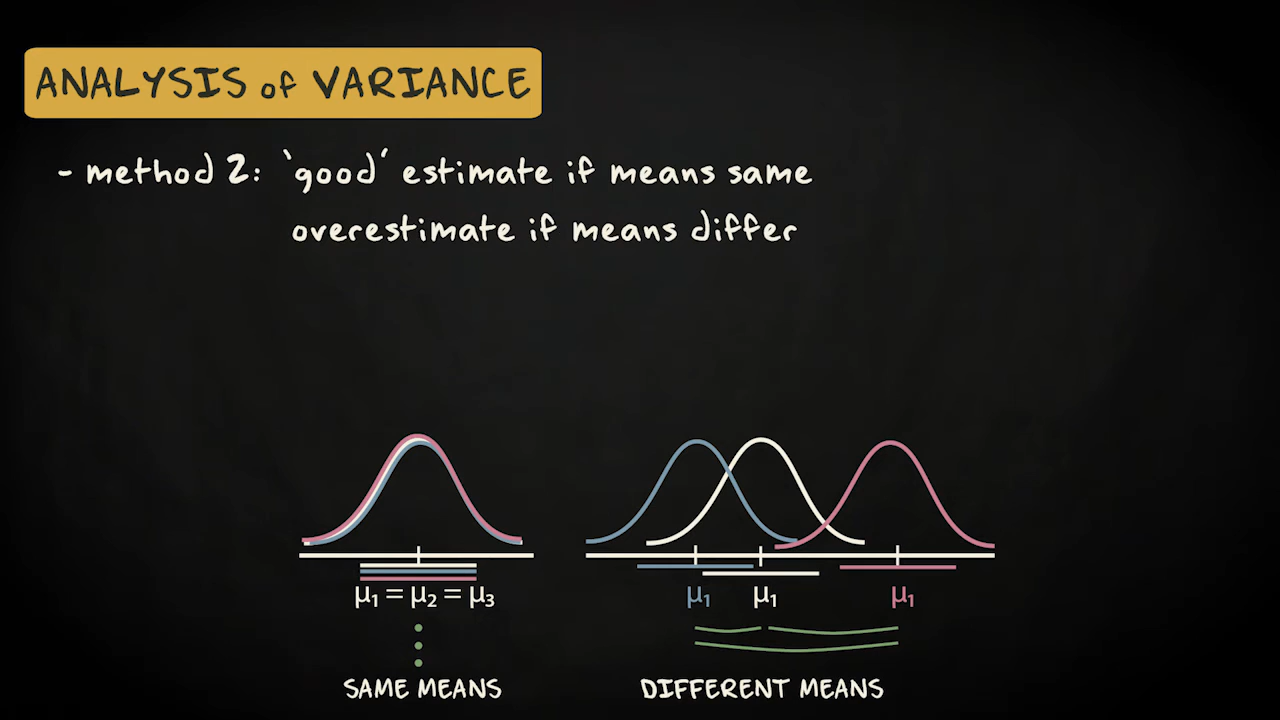 ANALYSIS of VARIANCE
- method 2: 'good' estimate if means same
overestimate if means differ
μ₁ = μ₂ = μ₃
μ₁ μ₁ μ₁
SAME MEANS
DIFFERENT MEANS